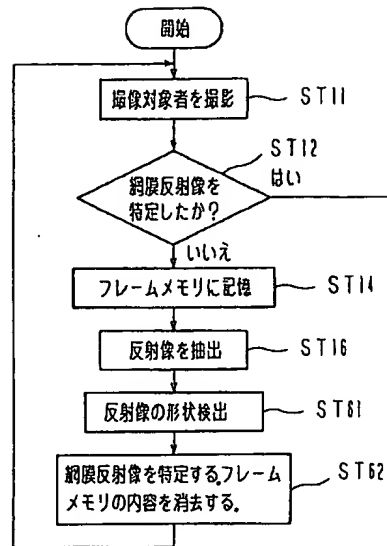 開始
撮像対象者を撮影
ST11
ST12
網膜反射像を
特定したか?
はい
いいえ
フレームメモリに記憶
ST14
反射像を抽出
ST16
反射像の形状検出
ST61
網膜反射像を特定する。フレーム
メモリの内容を消去する。
ST62